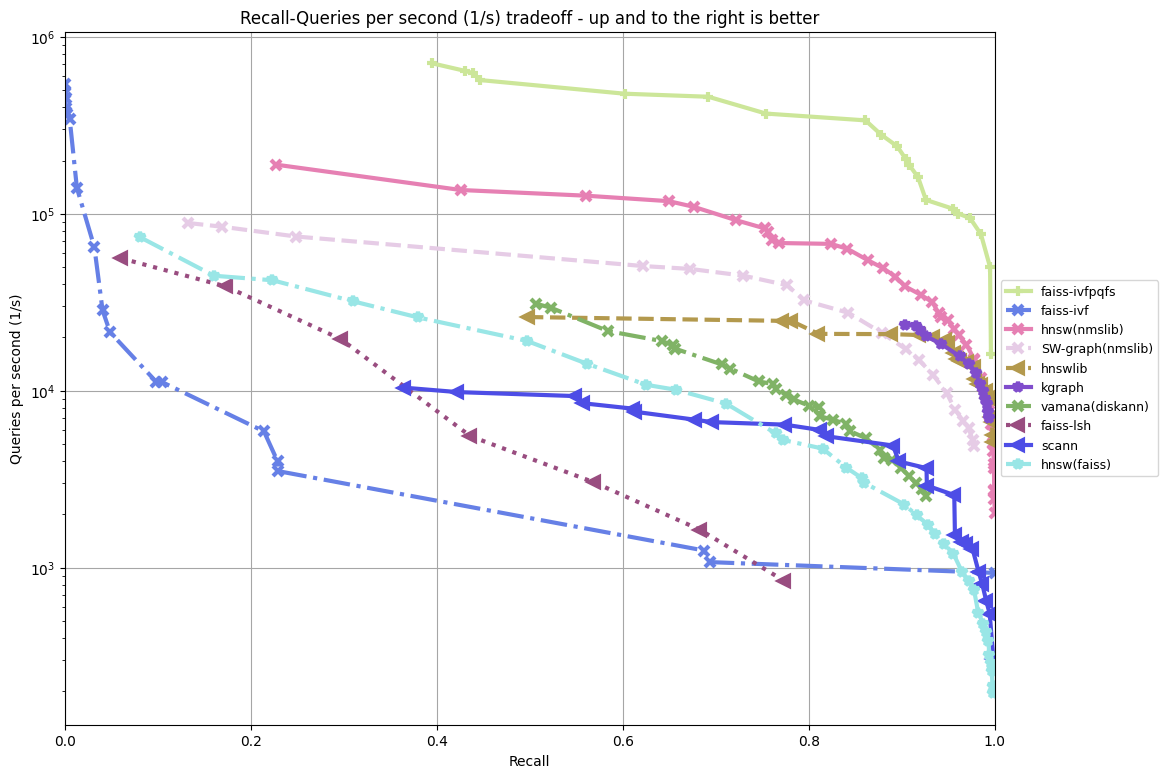 Recall-Queries per second (1/s) tradeoff - up and to the right is better
10^6
10^5
10^4
10^3
Queries per second (1/s)
0.0 0.2 0.4 0.6 0.8 1.0
Recall
faiss-ivfpqfs
faiss-ivf
hnsw(nmslib)
SW-graph(nmslib)
hnswlib
kgraph
vamana(diskann)
faiss-lsh
scann
hnsw(faiss)